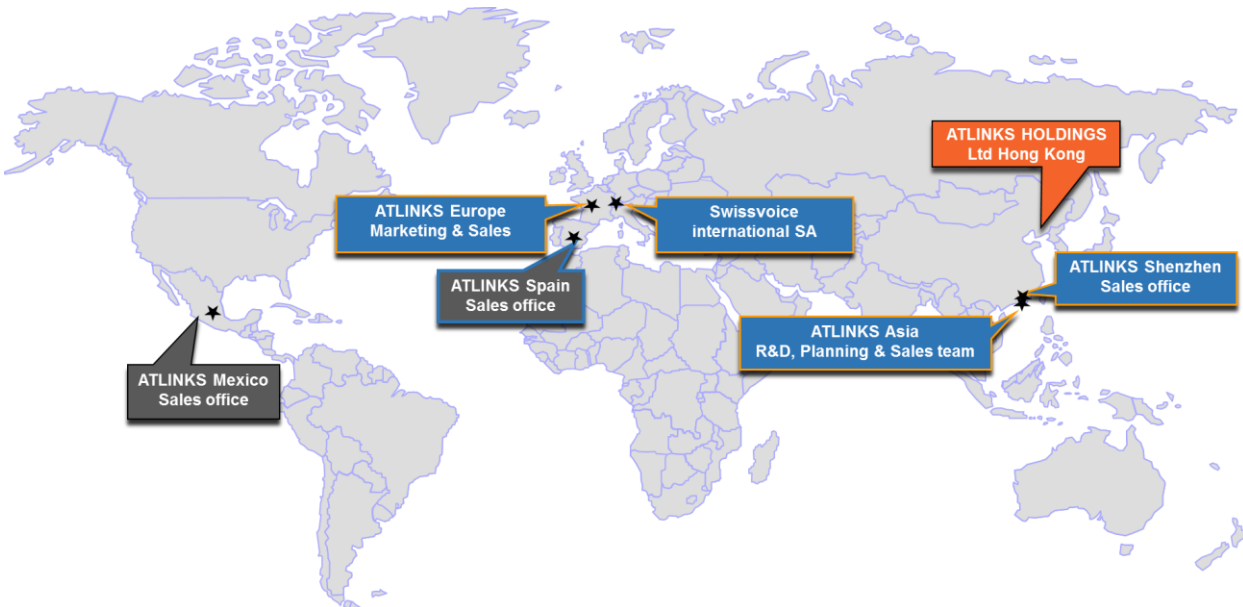 ATLINKS HOLDINGS
Ltd Hong Kong
ATLINKS Europe
Marketing & Sales
Swissvoice
international SA
ATLINKS Spain
Sales office
ATLINKS Shenzhen
Sales office
ATLINKS Asia
R&D, Planning & Sales team
ATLINKS Mexico
Sales office